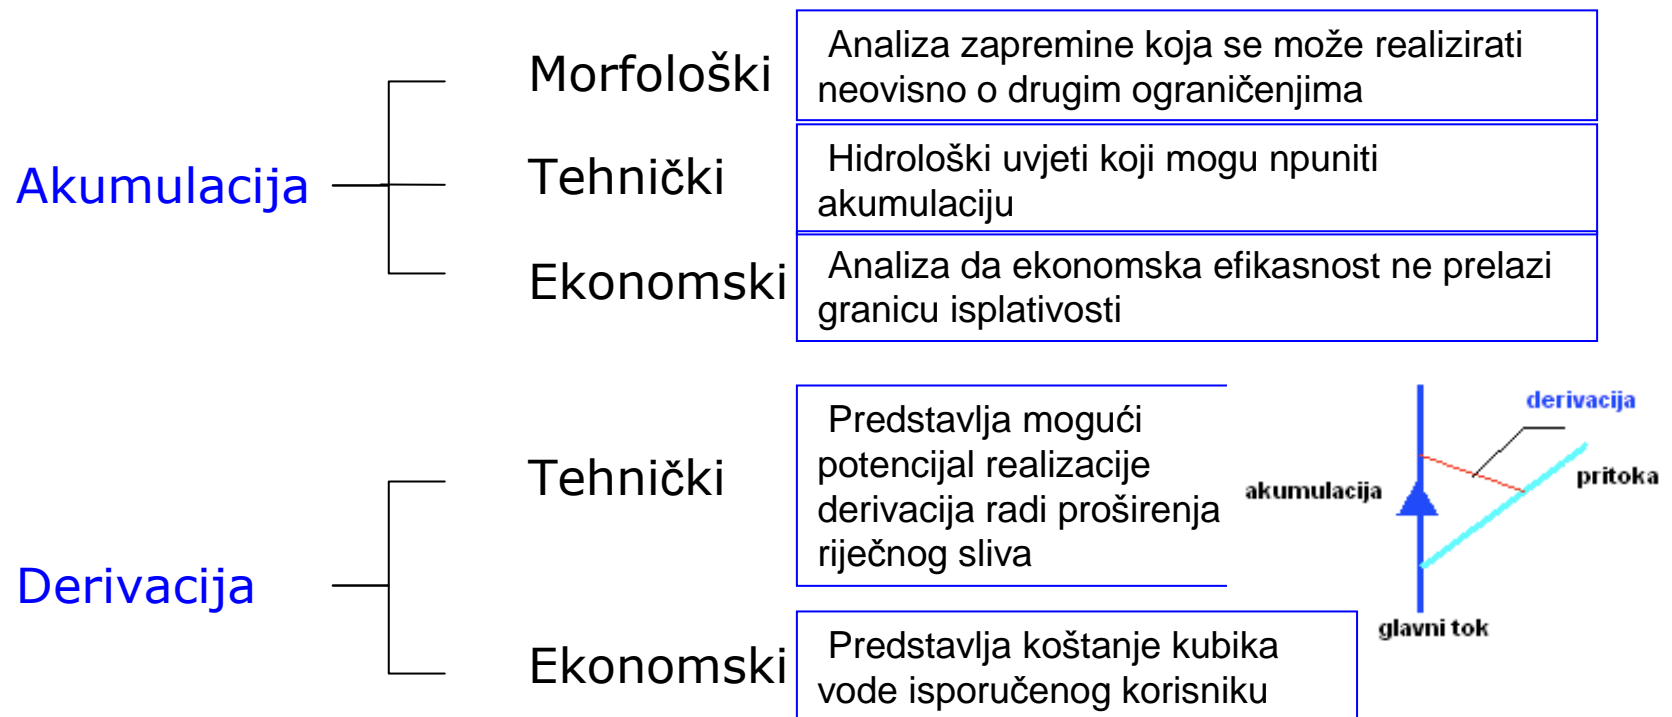 Akumulacija
Morfološki
Analiza zapremine koja se može realizirati
neovisno o drugim ograničenjima
Tehnički
Hidrološki uvjeti koji mogu npuniti
akumulaciju
Ekonomski
Analiza da ekonomska efikasnost ne prelazi
granicu isplativosti
Derivacija
Tehnički
Predstavlja mogući
potencijal realizacije
derivacija radi proširenja
riječnog sliva
derivacija
pritoka
akumulacija
glavni tok
Ekonomski
Predstavlja koštanje kubika
vode isporučenog korisniku